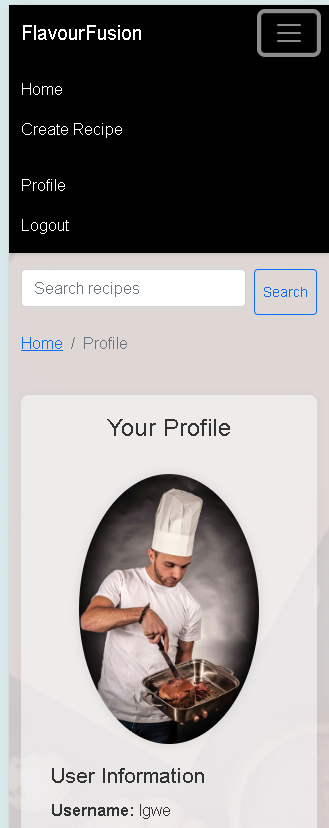 FlavourFusion
Home
Create Recipe
Profile
Logout
Search recipes
Search
Home / Profile
Your Profile
User Information
Username: Igwe